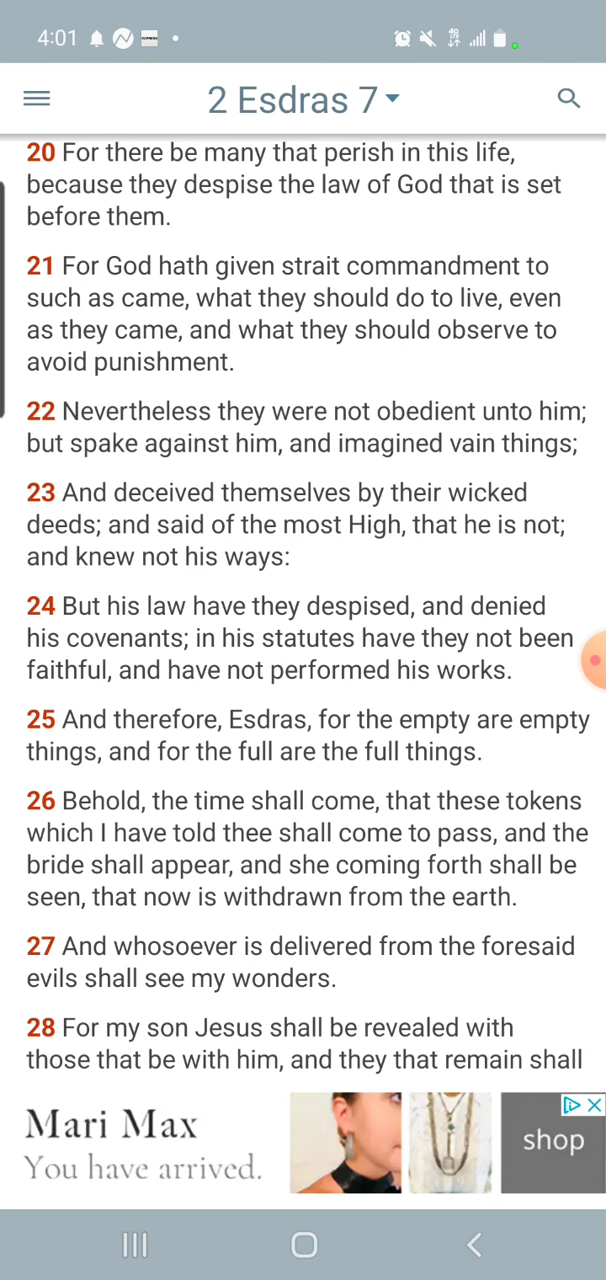 4:01
2 Esdras 7
20 For there be many that perish in this life,
because they despise the law of God that is set
before them.
21 For God hath given strait commandment to
such as came, what they should do to live, even
as they came, and what they should observe to
avoid punishment.
22 Nevertheless they were not obedient unto him;
but spake against him, and imagined vain things;
23 And deceived themselves by their wicked
deeds; and said of the most High, that he is not;
and knew not his ways:
24 But his law have they despised, and denied
his covenants; in his statutes have they not been
faithful, and have not performed his works.
25 And therefore, Esdras, for the empty are empty
things, and for the full are the full things.
26 Behold, the time shall come, that these tokens
which I have told thee shall come to pass, and the
bride shall appear, and she coming forth shall be
seen, that now is withdrawn from the earth.
27 And whosoever is delivered from the foresaid
evils shall see my wonders.
28 For my son Jesus shall be revealed with
those that be with him, and they that remain shall
Mari Max
You have arrived.
shop